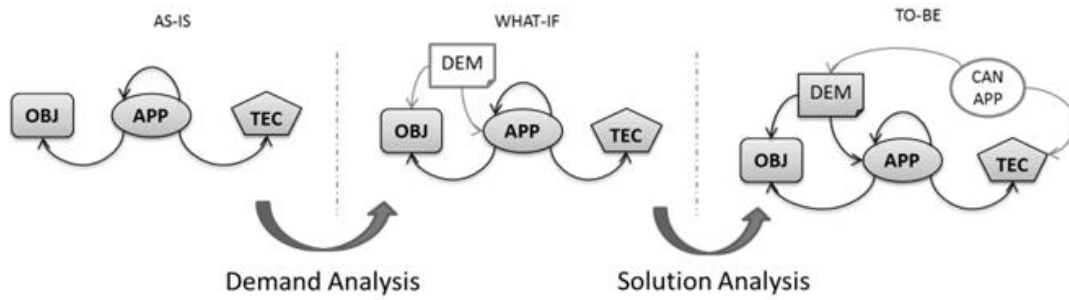 AS-IS
OBJ
APP
TEC
WHAT-IF
DEM
OBJ
APP
TEC
TO-BE
DEM
CAN
APP
OBJ
APP
TEC
Demand Analysis
Solution Analysis